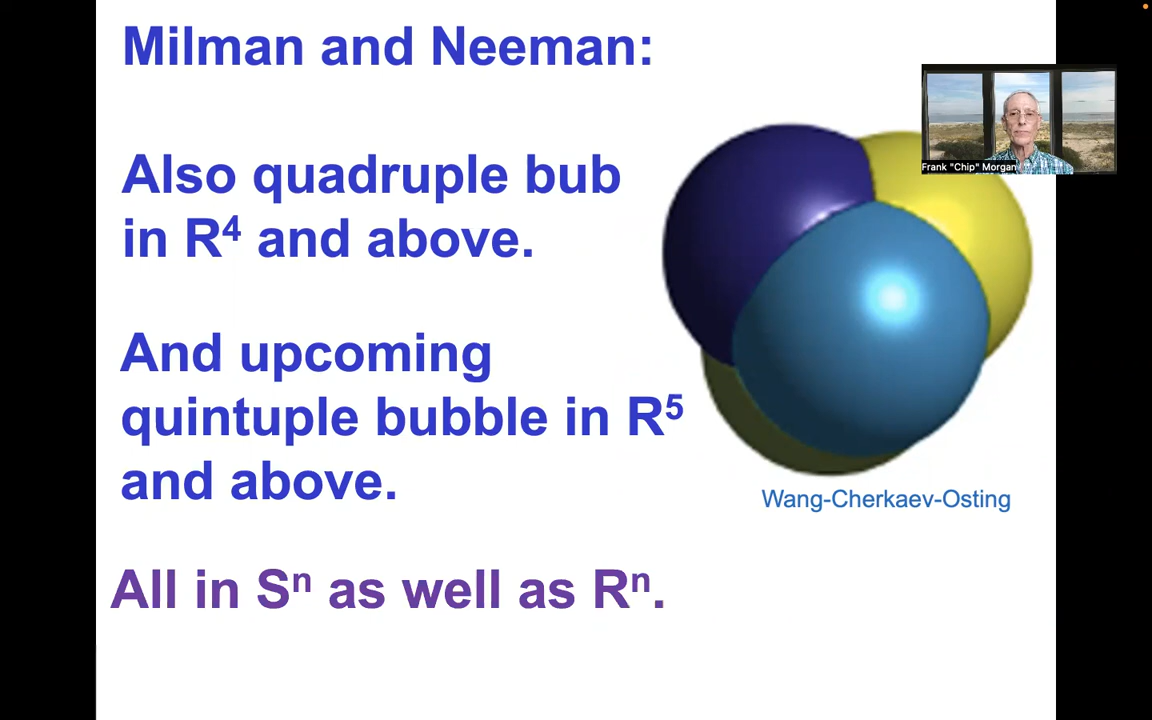 Milman and Neeman:
Also quadruple bub
in R⁴ and above.
And upcoming
quintuple bubble in R⁵
and above.
All in Sⁿ as well as Rⁿ.
Wang-Cherkaev-Osting
Frank "Chip" Morgan